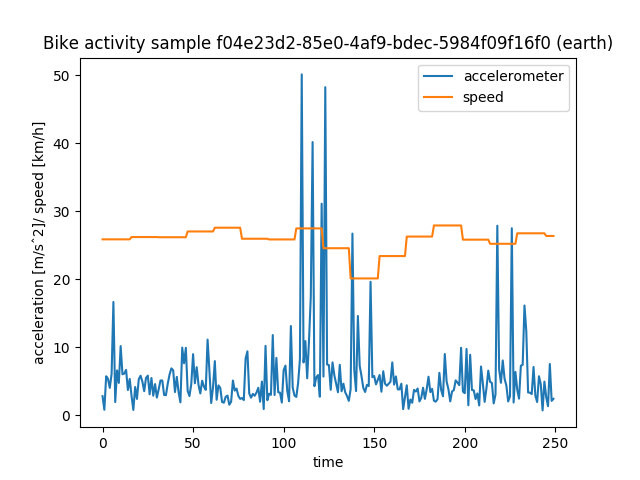 Bike activity sample f04e23d2-85e0-4af9-bdec-5984f09f16f0 (earth)
accelerometer
speed
acceleration [m/s^2]/ speed [km/h]
50
40
30
20
10
0
0 50 100 150 200 250
time